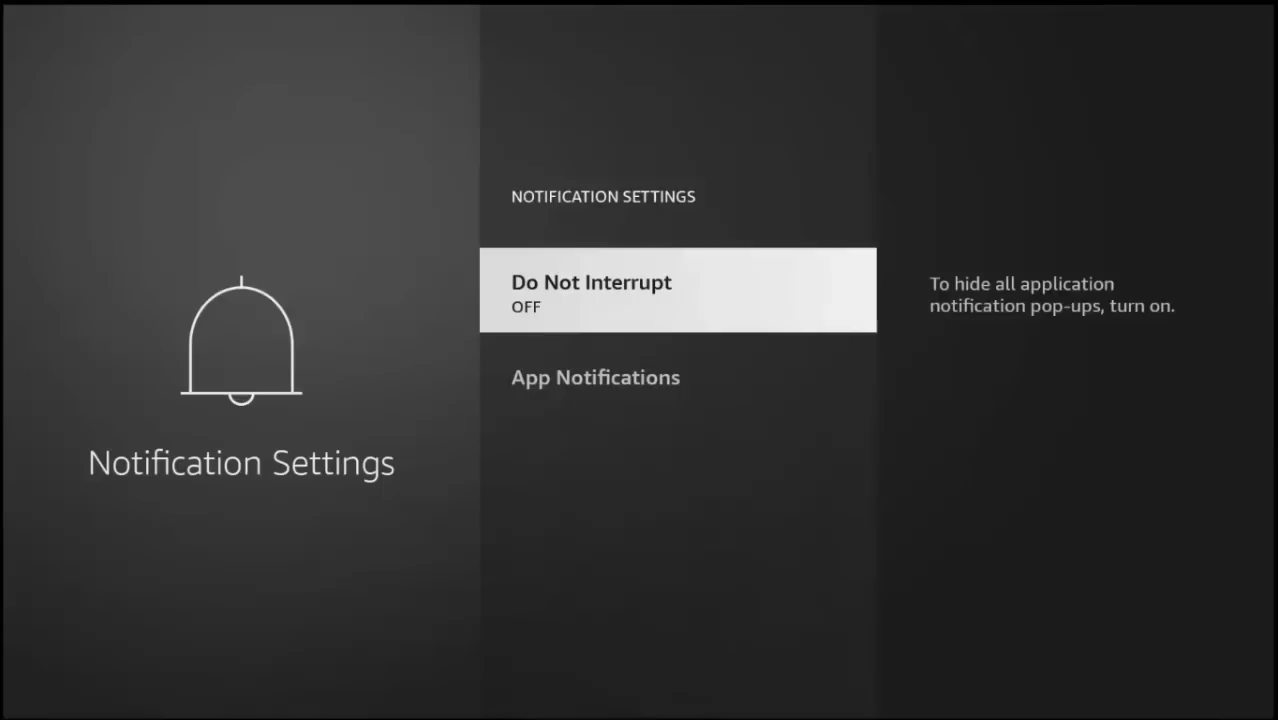 NOTIFICATION SETTINGS
Do Not Interrupt
OFF
To hide all application
notification pop-ups, turn on.
App Notifications
Notification Settings